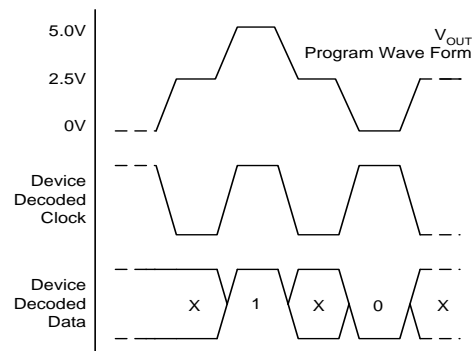 5.0V
V_OUT
Program Wave Form
2.5V
0V
Device
Decoded
Clock
Device
Decoded
Data
X 1 X 0 X